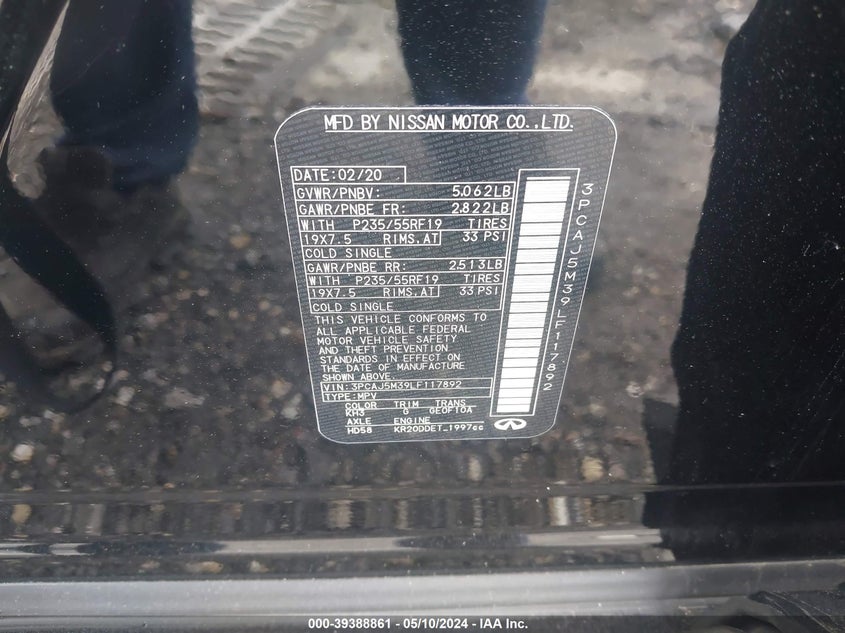 MFD BY NISSAN MOTOR CO.,LTD.
DATE:02/20
GVWR/PNBV: 5,062LB
GAWR/PNBE FR: 2,822LB
WITH P235/55RF19 TIRES
19X7.5 RIMS,AT 33 PSI
COLD SINGLE
GAWR/PNBE RR: 2,513LB
WITH P235/55RF19 TIRES
19X7.5 RIMS,AT 33 PSI
COLD SINGLE
THIS VEHICLE CONFORMS TO
ALL APPLICABLE FEDERAL
MOTOR VEHICLE SAFETY
AND THEFT PREVENTION
STANDARDS IN EFFECT ON
THE DATE OF MANUFACTURE
SHOWN ABOVE.
VIN:3PCAJ5M39LF117892
TYPE:MPV
COLOR TRIM TRANS
KH3 G GEOF10A
AXLE ENGINE
HD58 KR20DDET_1997cc
3PCAJ5M39LF117892
000-39388861 - 05/10/2024 - IAA Inc.